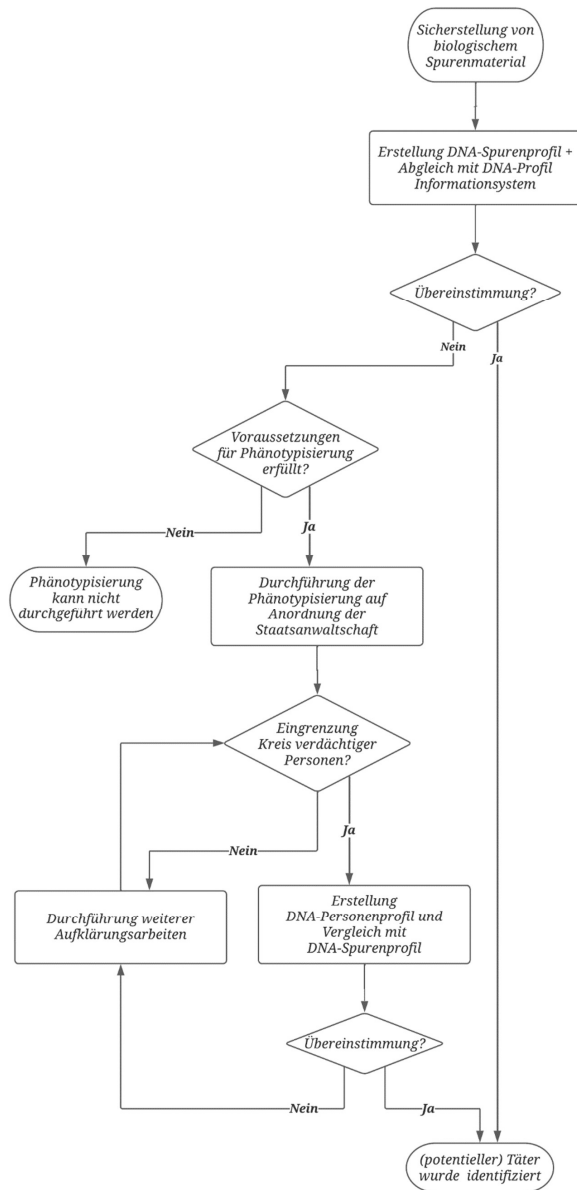 Sicherstellung von
biologischem
Spurenmaterial
Erstellung DNA-Spurenprofil +
Abgleich mit DNA-Profil
Informationsystem
Übereinstimmung?
Nein
Ja
Voraussetzungen
für Phänotypisierung
erfüllt?
Nein
Ja
Phänotypisierung
kann nicht
durchgeführt werden
Durchführung der
Phänotypisierung auf
Anordnung der
Staatsanwaltschaft
Eingrenzung
Kreis verdächtiger
Personen?
Nein
Ja
Durchführung weiterer
Aufklärungsarbeiten
Erstellung
DNA-Personenprofil und
Vergleich mit
DNA-Spurenprofil
Übereinstimmung?
Nein
Ja
(potentieller) Täter
wurde identifiziert